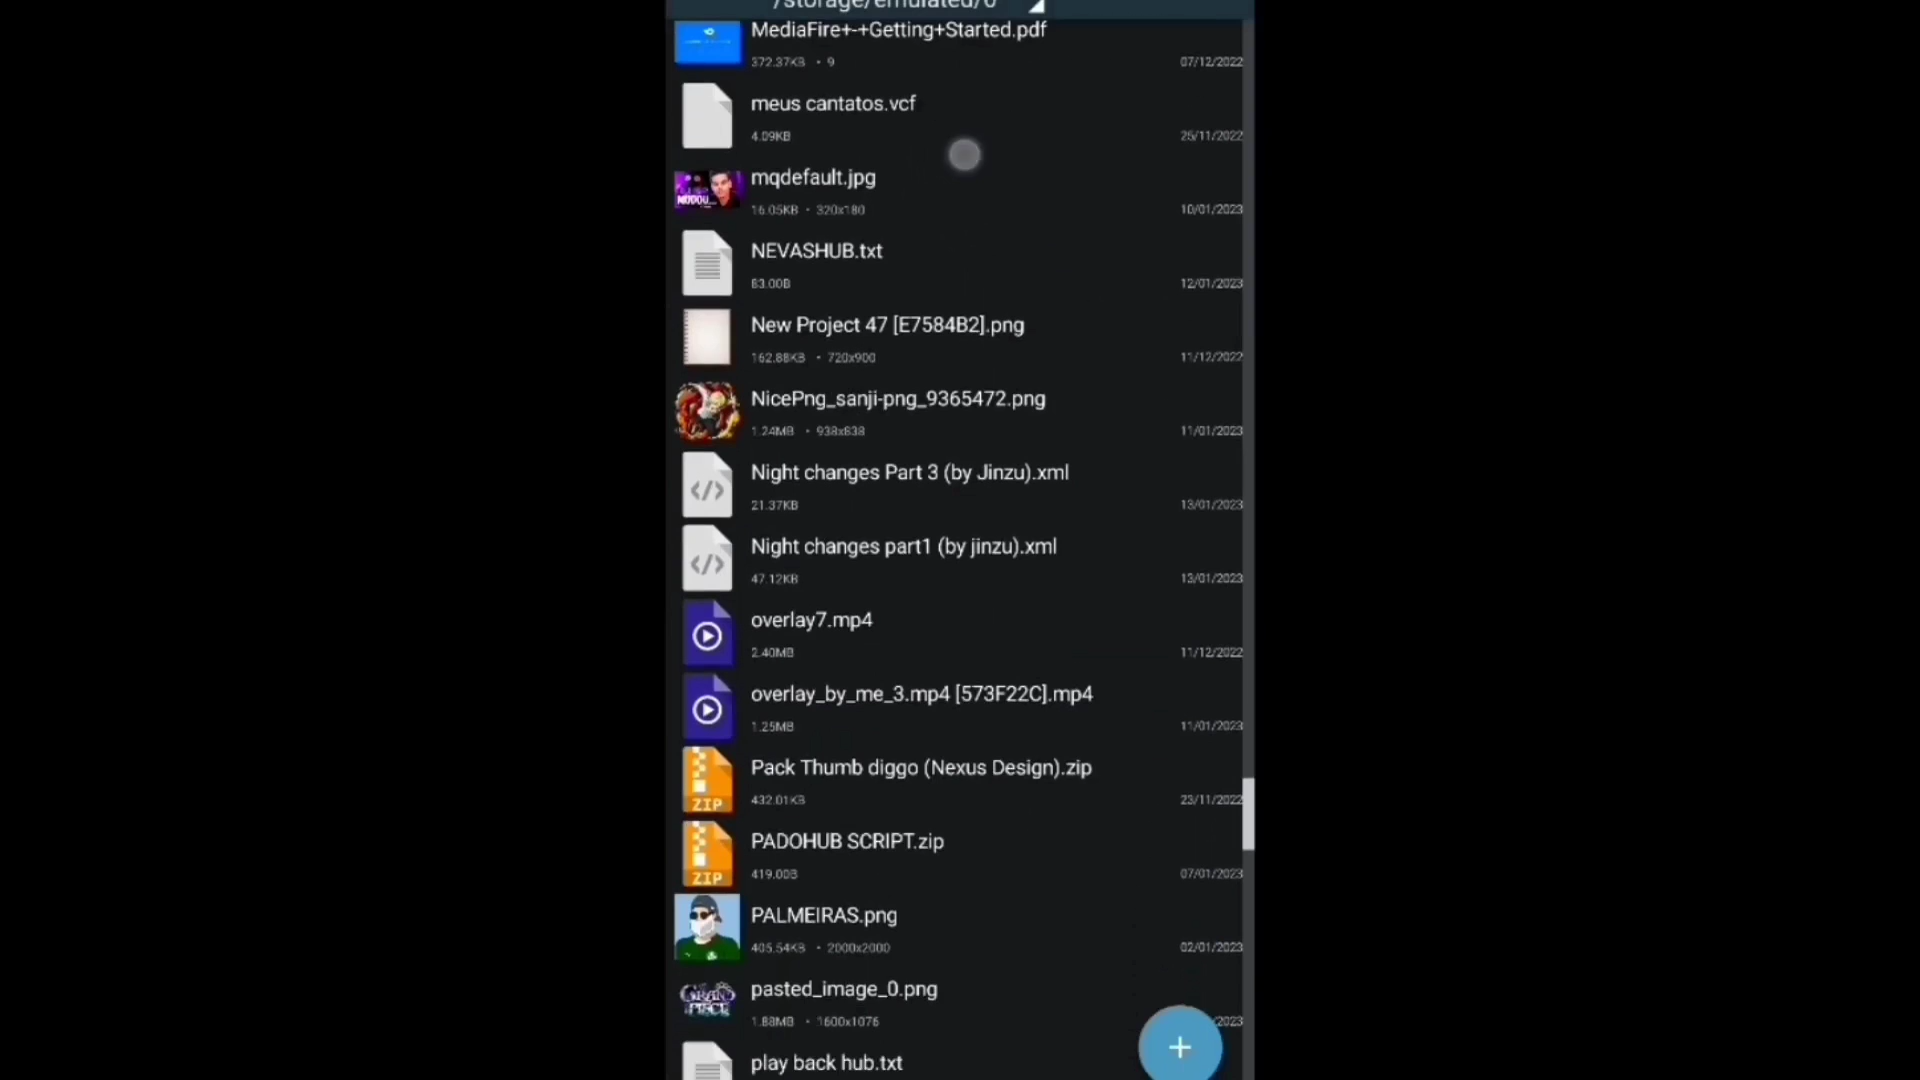 /storage/emulated/0
MediaFire+-+Getting+Started.pdf
372.37KB • 9
07/12/2022
meus cantatos.vcf
4.09KB
25/11/2022
mqdefault.jpg
16.05KB • 320x180
10/01/2023
NEVASHUB.txt
83.00B
12/01/2023
New Project 47 [E7584B2].png
162.88KB • 720x900
11/12/2022
NicePng_sanji-png_9365472.png
1.24MB • 938x838
11/01/2023
Night changes Part 3 (by Jinzu).xml
21.37KB
13/01/2023
Night changes part1 (by jinzu).xml
47.12KB
13/01/2023
overlay7.mp4
2.40MB
11/12/2022
overlay_by_me_3.mp4 [573F22C].mp4
1.25MB
11/01/2023
Pack Thumb diggo (Nexus Design).zip
ZIP
432.01KB
23/11/2022
PADOHUB SCRIPT.zip
ZIP
419.00B
07/01/2023
PALMEIRAS.png
405.54KB • 2000x2000
02/01/2023
pasted_image_0.png
1.88MB • 1600x1076
2023
play back hub.txt